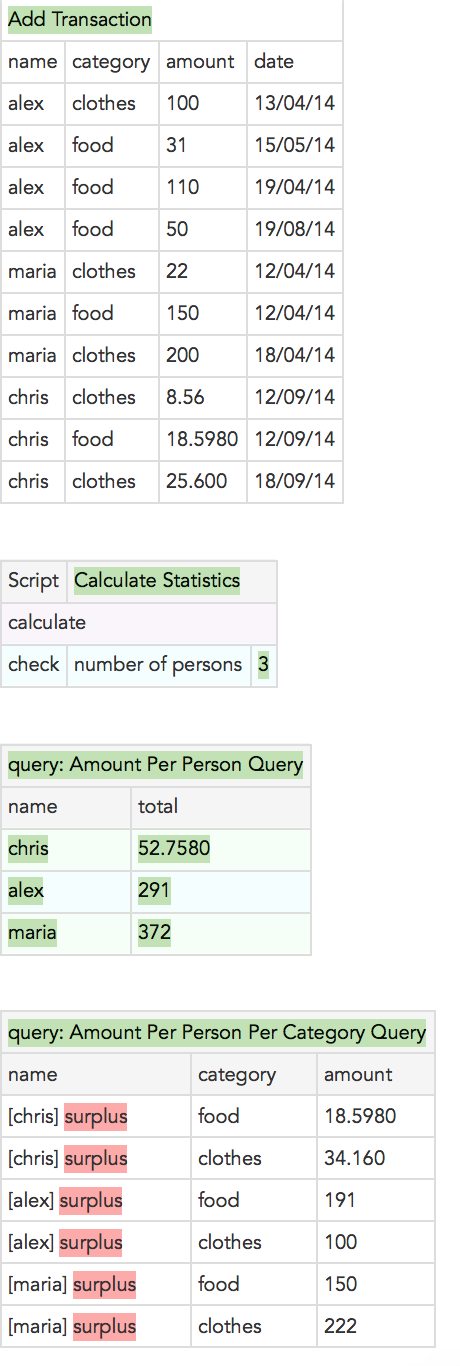 Add Transaction
name category amount date
alex clothes 100 13/04/14
alex food 31 15/05/14
alex food 110 19/04/14
alex food 50 19/08/14
maria clothes 22 12/04/14
maria food 150 12/04/14
maria clothes 200 18/04/14
chris clothes 8.56 12/09/14
chris food 18.5980 12/09/14
chris clothes 25.600 18/09/14
Script Calculate Statistics
calculate
check number of persons 3
query: Amount Per Person Query
name total
chris 52.7580
alex 291
maria 372
query: Amount Per Person Per Category Query
name category amount
[chris] surplus food 18.5980
[chris] surplus clothes 34.160
[alex] surplus food 191
[alex] surplus clothes 100
[maria] surplus food 150
[maria] surplus clothes 222